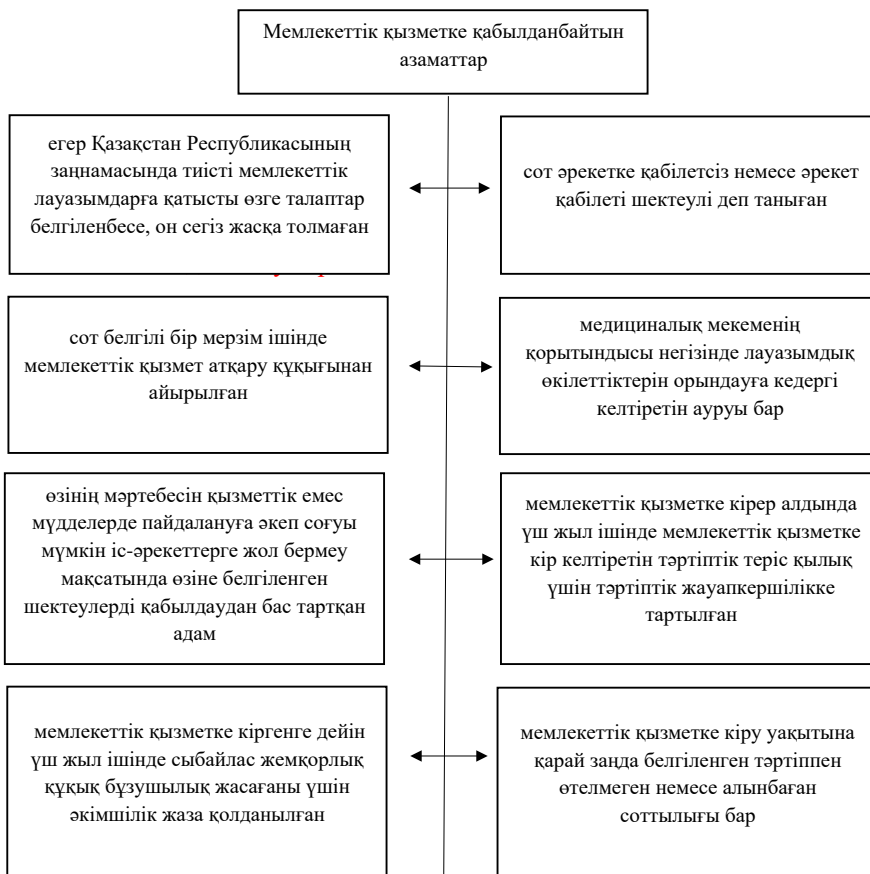 Мемлекеттік қызметке қабылданбайтын
азаматтар
егер Қазақстан Республикасының
заңнамасында тиісті мемлекеттік
лауазымдарға қатысты өзге талаптар
белгіленбесе, он сегіз жасқа толмаған
сот әрекетке қабілетсіз немесе әрекет
қабілеті шектеулі деп таныған
сот белгілі бір мерзім ішінде
мемлекеттік қызмет атқару құқығынан
айырылған
медициналық мекеменің
қорытындысы негізінде лауазымдық
өкілеттіктерін орындауға кедергі
келтіретін ауруы бар
өзінің мәртебесін қызметтік емес
мүдделерде пайдалануға әкеп соғуы
мүмкін іс-әрекеттерге жол бермеу
мақсатында өзіне белгіленген
шектеулерді қабылдаудан бас тартқан
адам
мемлекеттік қызметке кірер алдында
үш жыл ішінде мемлекеттік қызметке
кір келтіретін тәртіптік теріс қылық
үшін тәртіптік жауапкершілікке
тартылған
мемлекеттік қызметке кіргенге дейін
үш жыл ішінде сыбайлас жемқорлық
құқық бұзушылық жасағаны үшін
әкімшілік жаза қолданылған
мемлекеттік қызметке кіру уақытына
қарай заңда белгіленген тәртіппен
өтелмеген немесе алынбаған
соттылығы бар